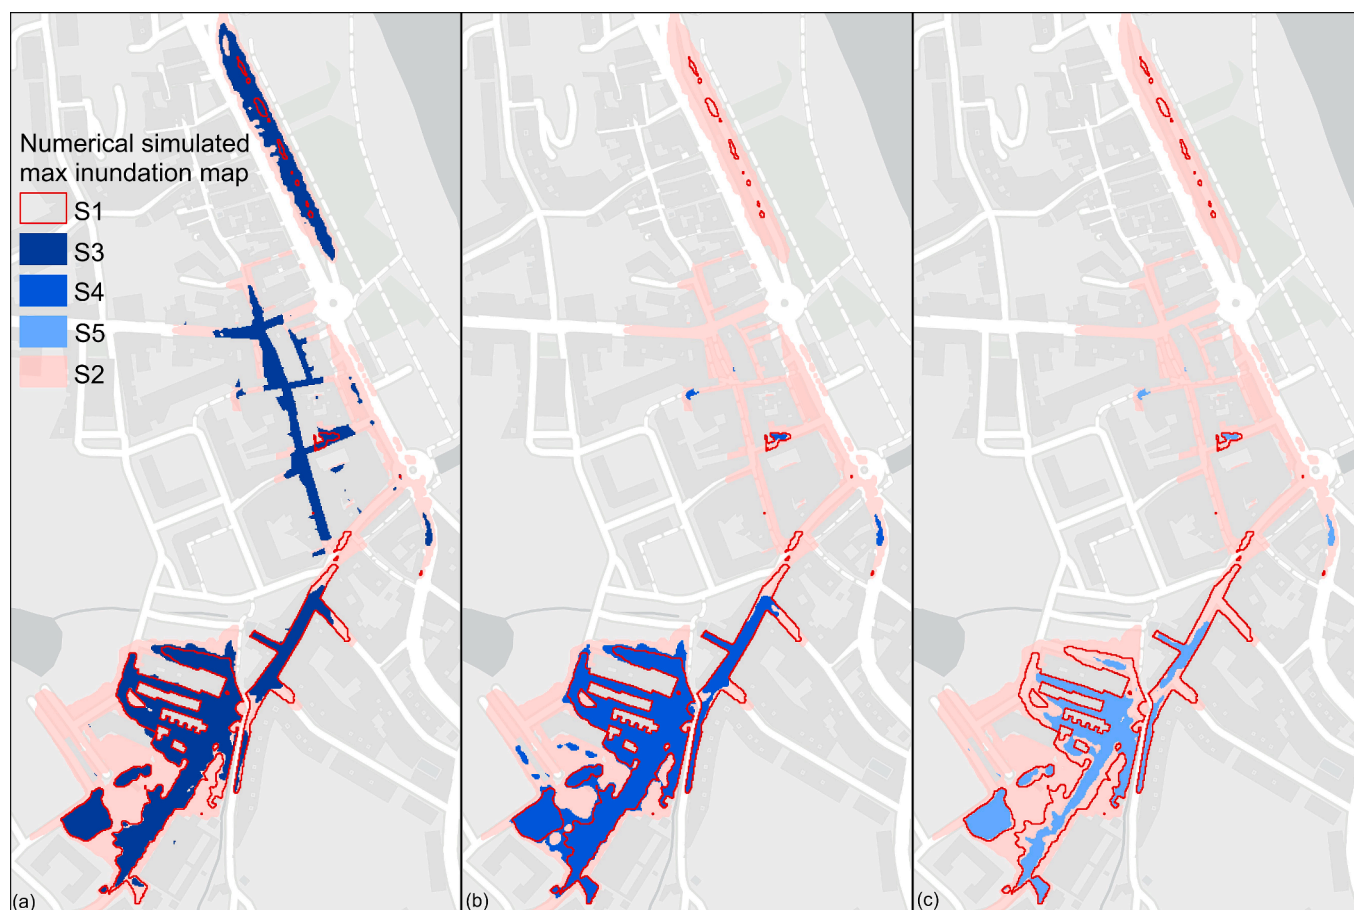 Numerical simulated
max inundation map
S1
S3
S4
S5
S2
(a)
(b)
(c)